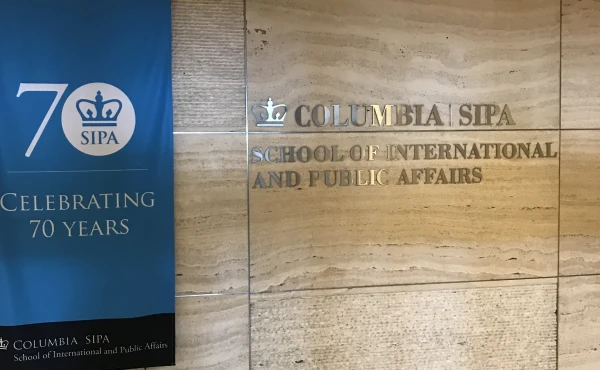 70
SIPA
CELEBRATING
70 YEARS
COLUMBIA SIPA
School of International and Public Affairs
COLUMBIA | SIPA
SCHOOL OF INTERNATIONAL
AND PUBLIC AFFAIRS